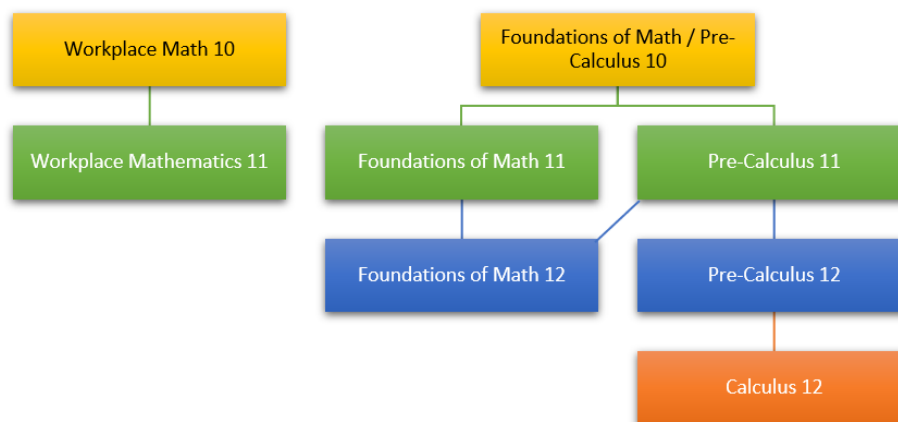 Workplace Math 10
Foundations of Math / Pre-
Calculus 10
Workplace Mathematics 11
Foundations of Math 11
Pre-Calculus 11
Foundations of Math 12
Pre-Calculus 12
Calculus 12